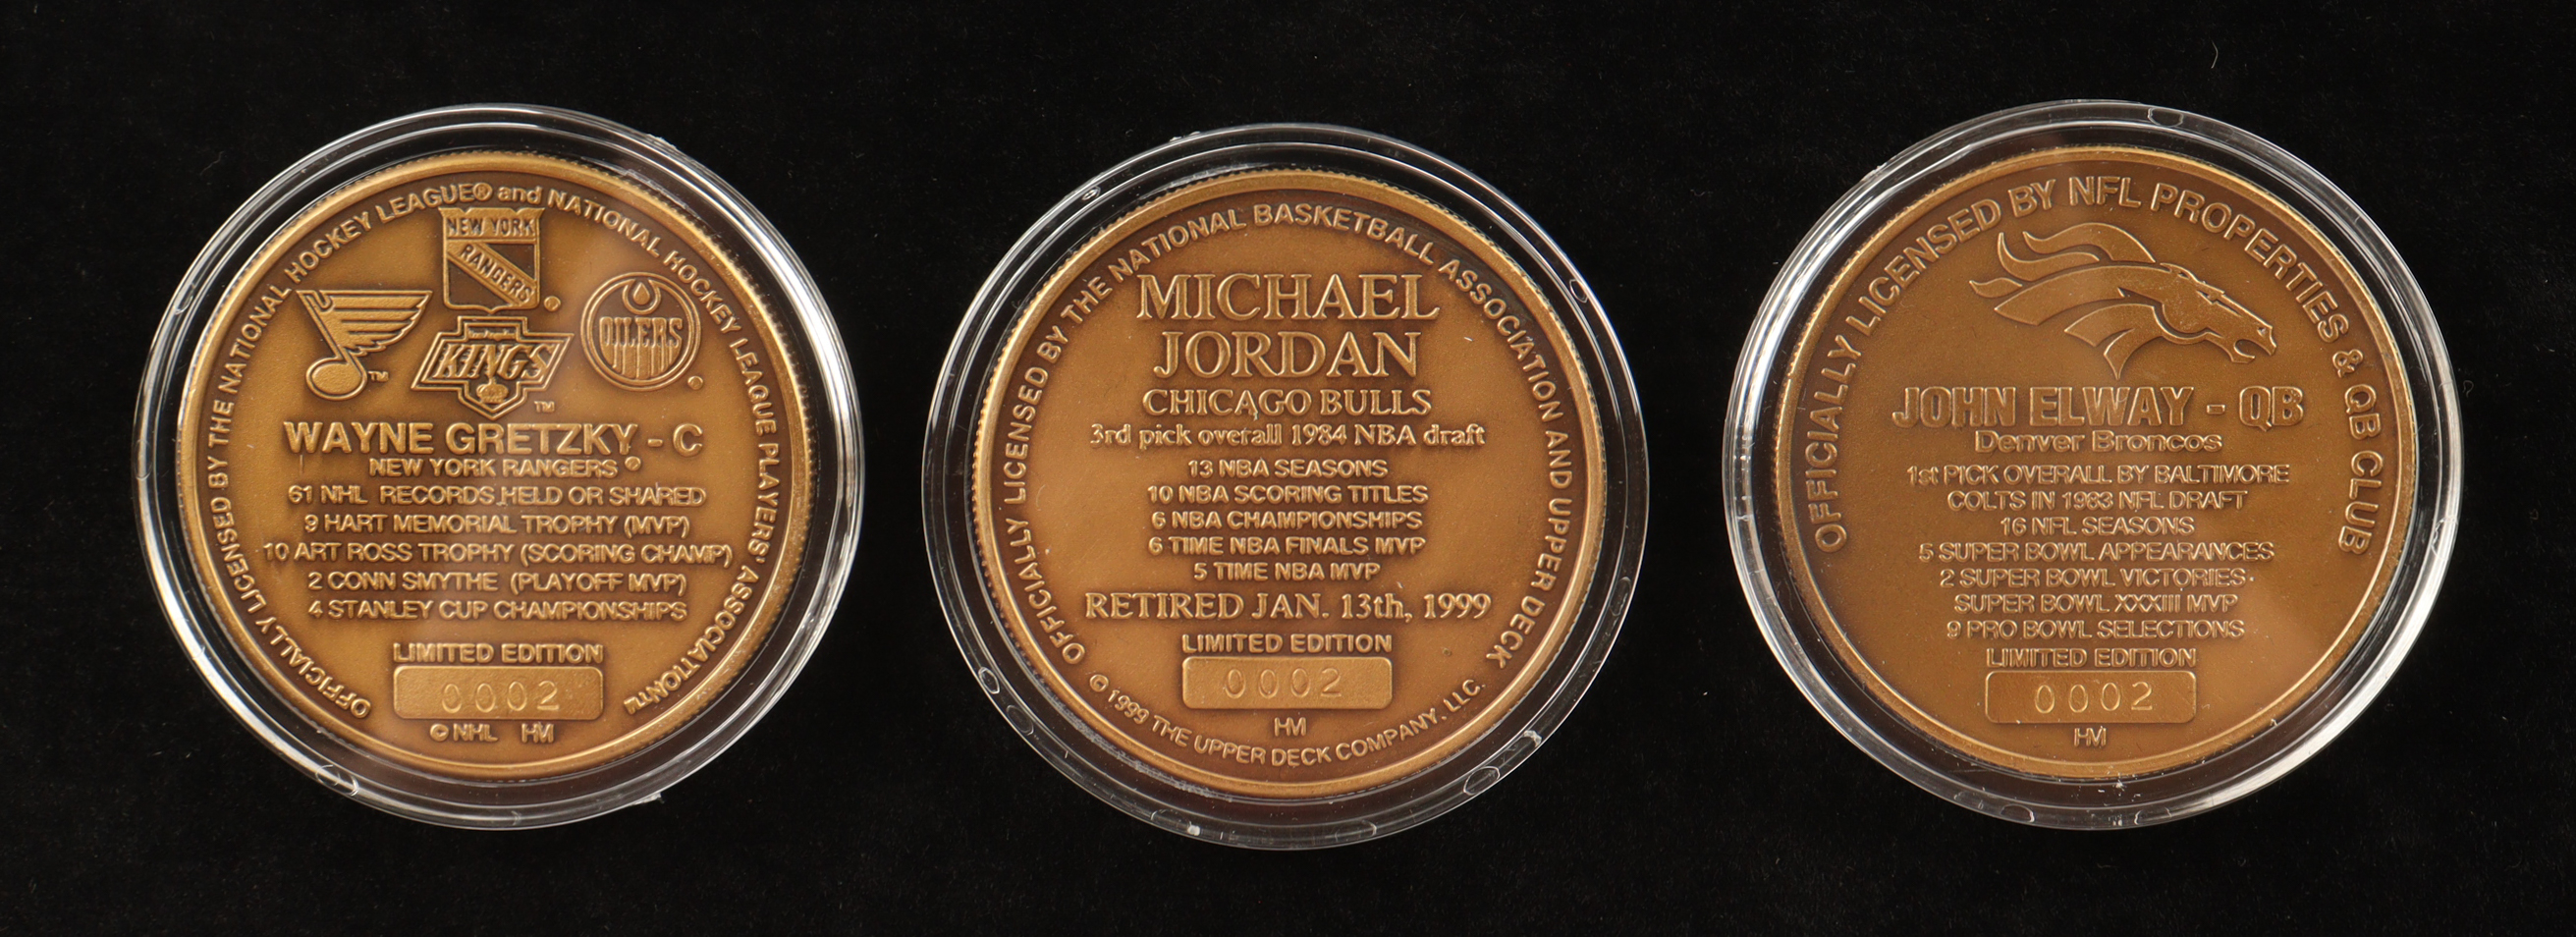 OFFICIALLY LICENSED BY THE NATIONAL HOCKEY LEAGUE® and NATIONAL HOCKEY LEAGUE PLAYERS' ASSOCIATION™
NEW YORK
RANGERS
™
KINGS
™
OILERS
WAYNE GRETZKY - C
NEW YORK RANGERS ®
61 NHL RECORDS HELD OR SHARED
9 HART MEMORIAL TROPHY (MVP)
10 ART ROSS TROPHY (SCORING CHAMP)
2 CONN SMYTHE (PLAYOFF MVP)
4 STANLEY CUP CHAMPIONSHIPS
LIMITED EDITION
0002
© NHL HM
OFFICIALLY LICENSED BY THE NATIONAL BASKETBALL ASSOCIATION AND UPPER DECK
MICHAEL
JORDAN
CHICAGO BULLS
3rd pick overall 1984 NBA draft
13 NBA SEASONS
10 NBA SCORING TITLES
6 NBA CHAMPIONSHIPS
6 TIME NBA FINALS MVP
5 TIME NBA MVP
RETIRED JAN. 13th, 1999
LIMITED EDITION
0002
HM
© 1999 THE UPPER DECK COMPANY, LLC.
OFFICIALLY LICENSED BY NFL PROPERTIES & QB CLUB
JOHN ELWAY - QB
Denver Broncos
1st PICK OVERALL BY BALTIMORE
COLTS IN 1983 NFL DRAFT
16 NFL SEASONS
5 SUPER BOWL APPEARANCES
2 SUPER BOWL VICTORIES
SUPER BOWL XXXIII MVP
9 PRO BOWL SELECTIONS
LIMITED EDITION
0002
HM